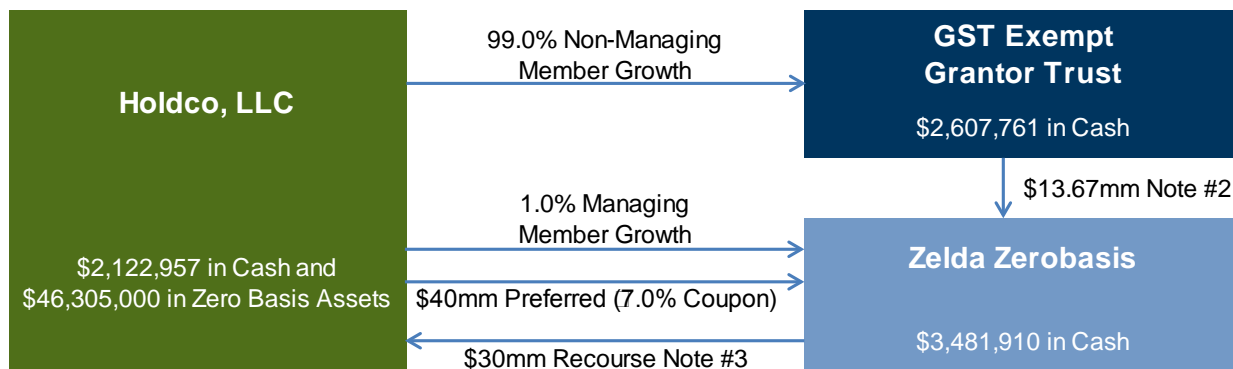 Holdco, LLC
$2,122,957 in Cash and
$46,305,000 in Zero Basis Assets
99.0% Non-Managing
Member Growth
GST Exempt
Grantor Trust
$2,607,761 in Cash
$13.67mm Note #2
1.0% Managing
Member Growth
$40mm Preferred (7.0% Coupon)
$30mm Recourse Note #3
Zelda Zerobasis
$3,481,910 in Cash